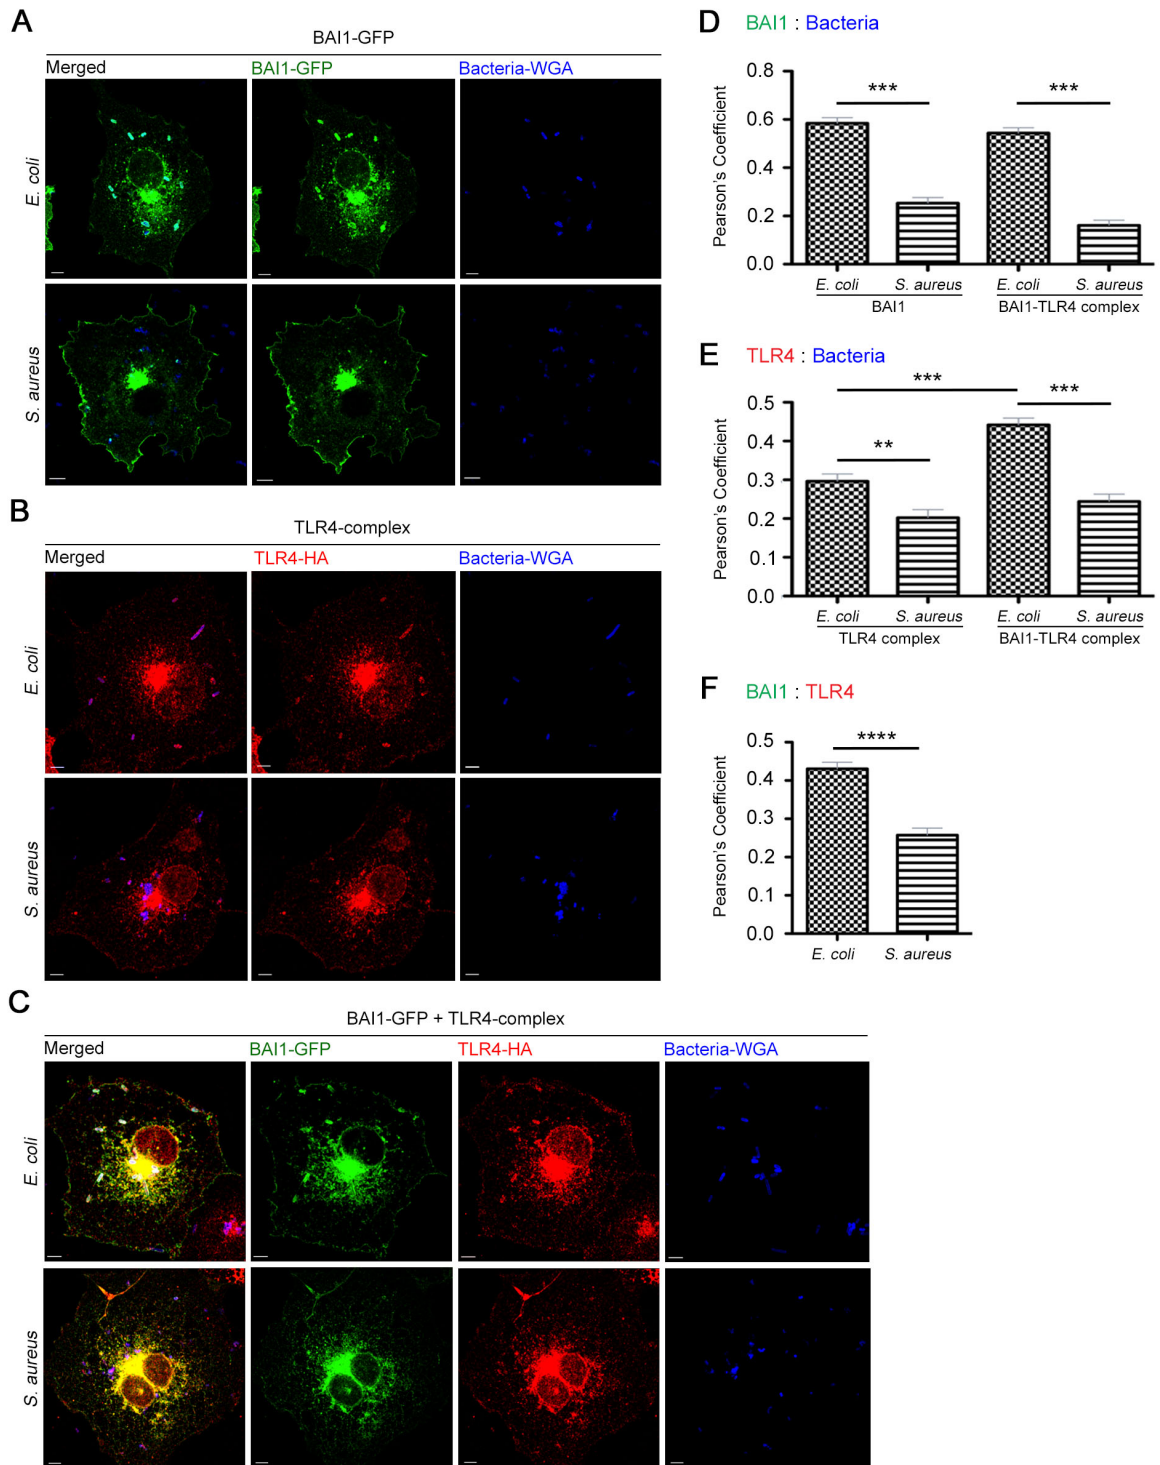 A
BAI1-GFP
Merged BAI1-GFP Bacteria-WGA
E. coli
S. aureus
B
TLR4-complex
Merged TLR4-HA Bacteria-WGA
E. coli
S. aureus
C
BAI1-GFP + TLR4-complex
Merged BAI1-GFP TLR4-HA Bacteria-WGA
E. coli
S. aureus
D BAI1 : Bacteria
Pearson's Coefficient
0.8
0.6
0.4
0.2
0.0
*** ***
E. coli S. aureus E. coli S. aureus
BAI1 BAI1-TLR4 complex
E TLR4 : Bacteria
Pearson's Coefficient
0.5
0.4
0.3
0.2
0.1
0.0
***
** ***
E. coli S. aureus E. coli S. aureus
TLR4 complex BAI1-TLR4 complex
F BAI1 : TLR4
Pearson's Coefficient
0.5
0.4
0.3
0.2
0.1
0.0
****
E. coli S. aureus